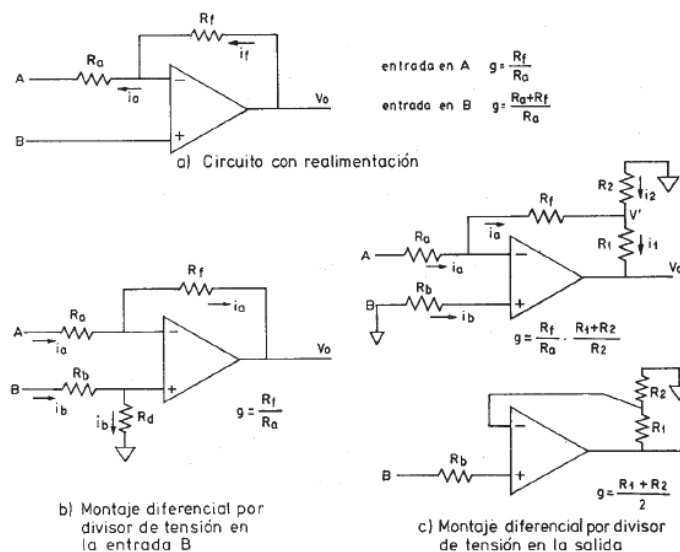 Rf
Ra
if
A
ia
−
+
B
Vo
entrada en A g=Rf/Ra
entrada en B g=Ra+Rf/Ra
a) Circuito con realimentación
Rf
ia
Ra
A
ia
−
+
Vo
Rb
B
ib
ib
Rd
g=Rf/Ra
b) Montaje diferencial por
divisor de tensión en
la entrada B
R2
i2
V'
Rf
ia
R1
i1
Ra
A
ia
−
+
Vo
Rb
B
ib
g=Rf/Ra · R1+R2/R2
R2
R1
−
+
Rb
B
g=R1+R2/2
c) Montaje diferencial por divisor
de tensión en la salida